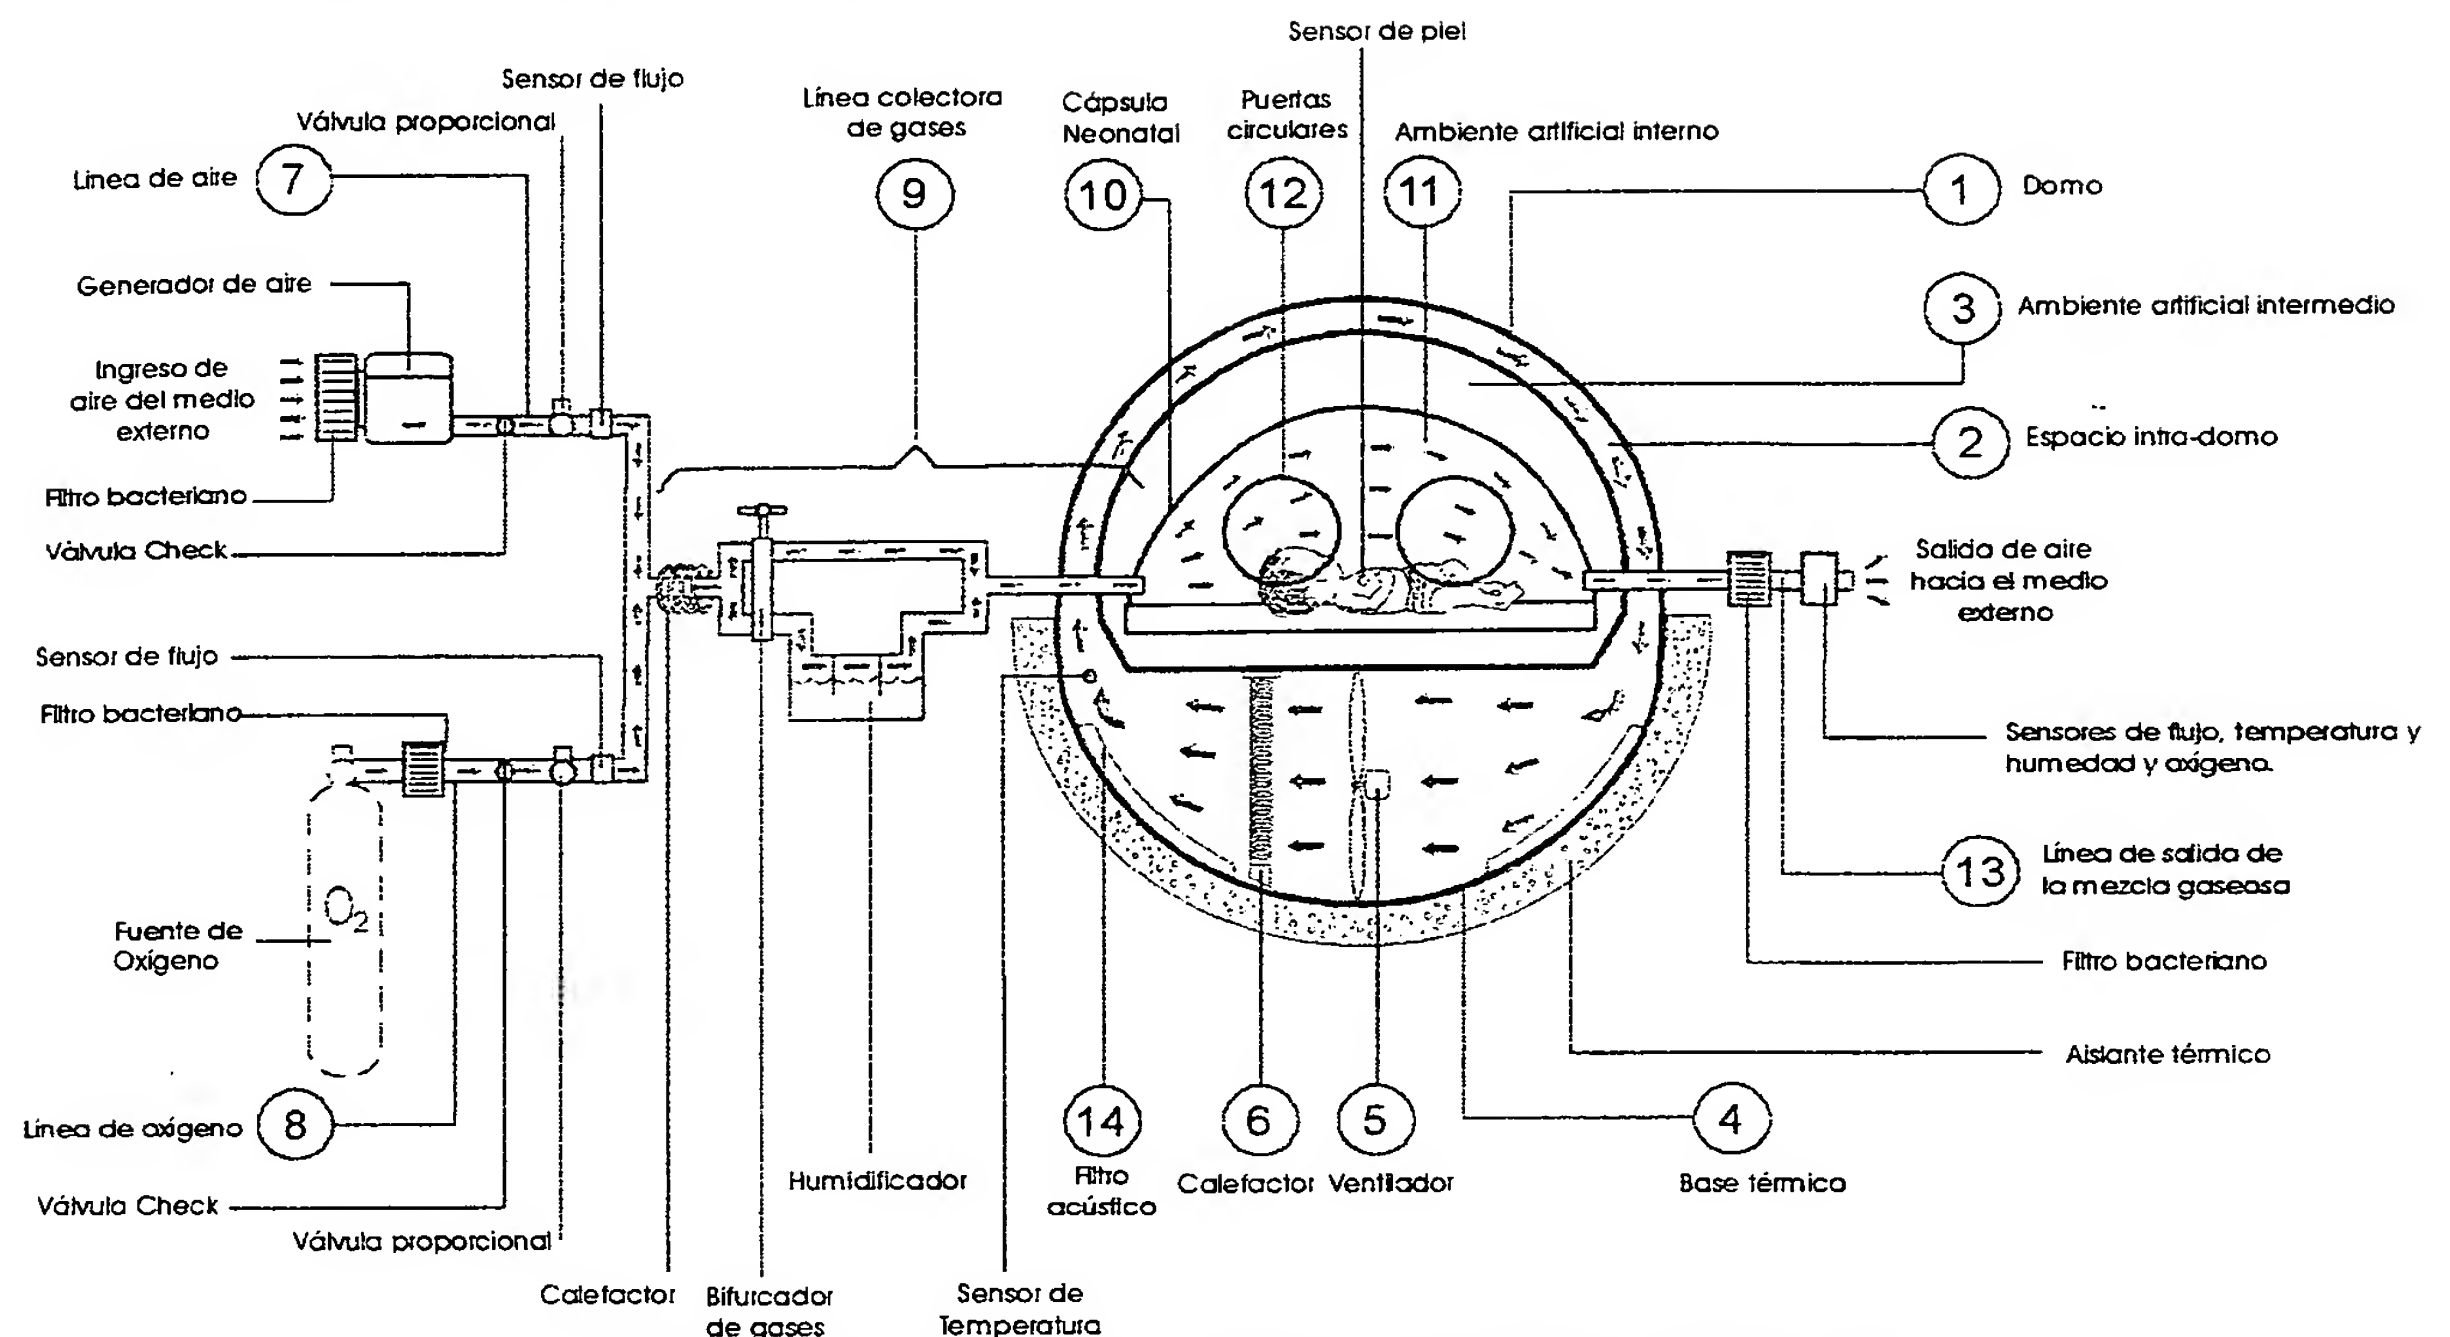 Sensor de piel
Sensor de flujo
Válvula proporcional
Línea colectora
de gases
Cápsula
Neonatal
Puertas
circulares
Ambiente artificial interno
Línea de aire
7
9
10
12
11
1
Domo
Generador de aire
3
Ambiente artificial intermedio
Ingreso de
aire del medio
externo
2
Espacio intra-domo
Filtro bacteriano
Válvula Check
Salida de aire
hacia el medio
externo
Sensor de flujo
Filtro bacteriano
Sensores de flujo, temperatura y
humedad y oxígeno.
O2
13
Línea de salida de
la mezcla gaseosa
Fuente de
Oxígeno
Filtro bacteriano
Aislante térmico
Línea de oxígeno
8
14
6
5
4
Humidificador
Filtro
acústico
Calefactor
Ventilador
Base térmico
Válvula Check
Válvula proporcional
Calefactor
Bifurcador
de gases
Sensor de
Temperatura